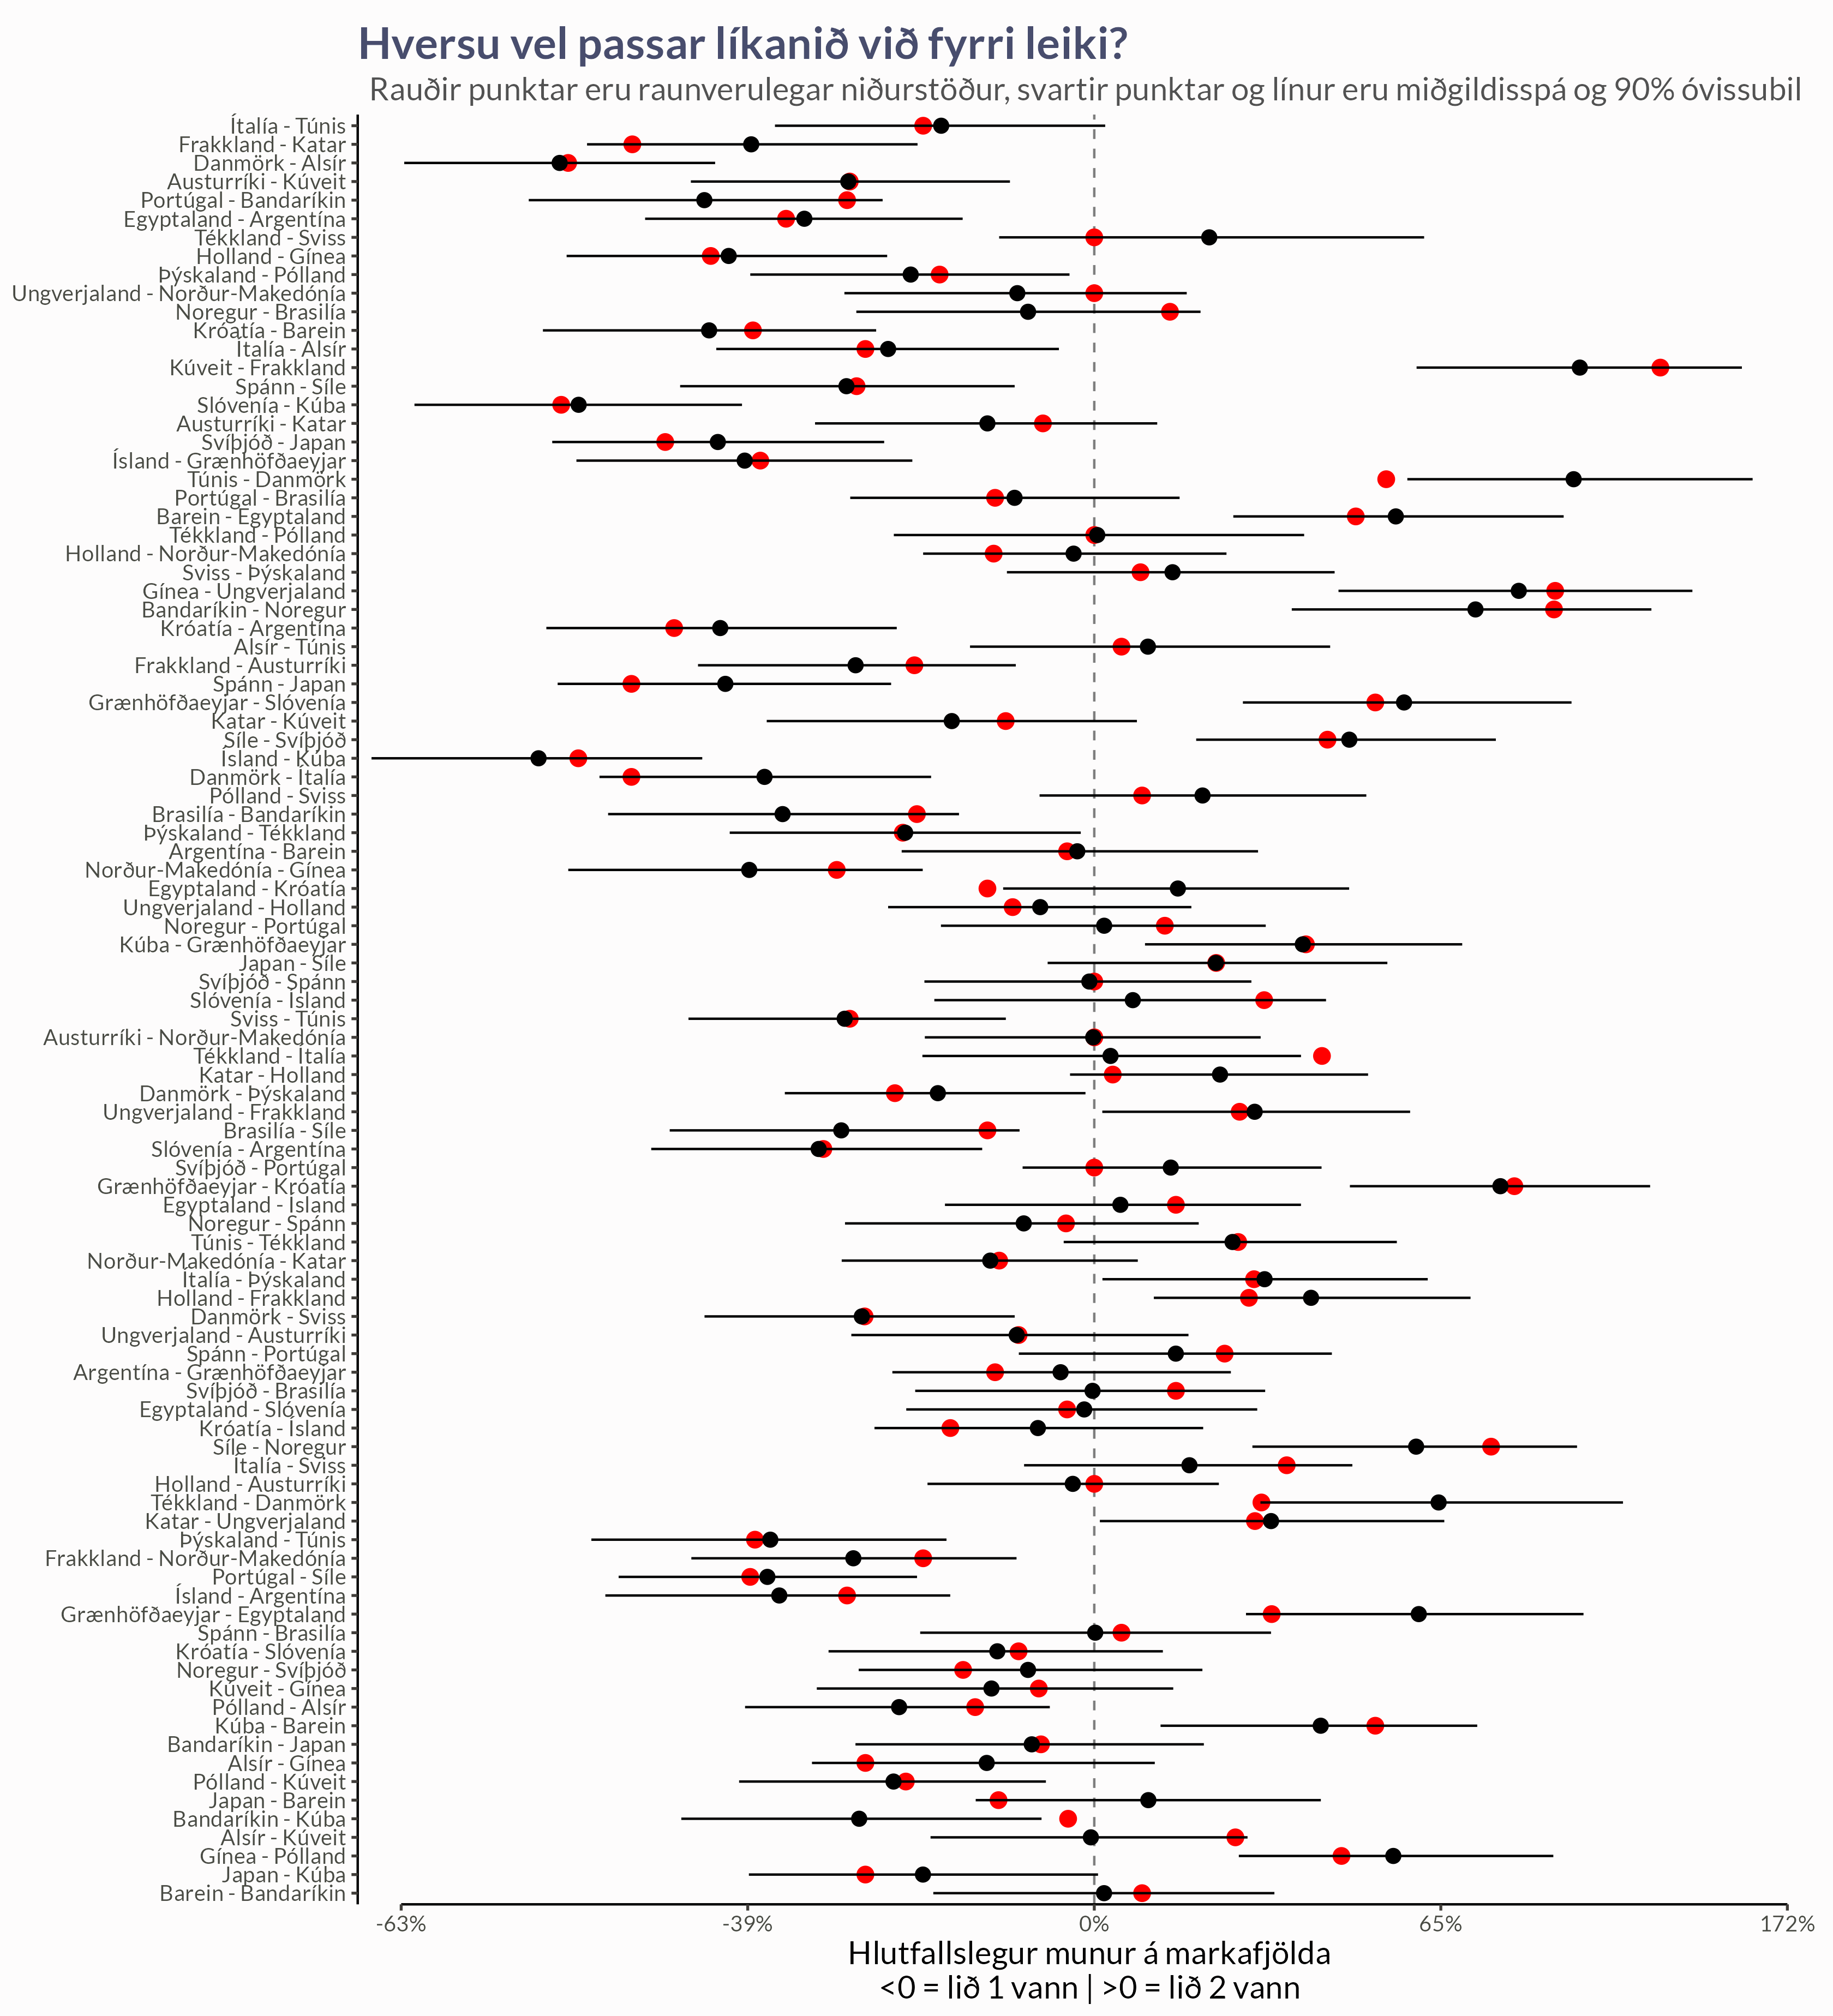 Hversu vel passar líkanið við fyrri leiki?
Rauðir punktar eru raunverulegar niðurstöður, svartir punktar og línur eru miðgildisspá og 90% óvissubil
Ítalía - Túnis
Frakkland - Katar
Danmörk - Alsír
Austurríki - Kúveit
Portúgal - Bandaríkin
Egyptaland - Argentína
Tékkland - Sviss
Holland - Gínea
Þýskaland - Pólland
Ungverjaland - Norður-Makedónía
Noregur - Brasilía
Króatía - Barein
Ítalía - Alsír
Kúveit - Frakkland
Spánn - Síle
Slóvenía - Kúba
Austurríki - Katar
Svíþjóð - Japan
Ísland - Grænhöfðaeyjar
Túnis - Danmörk
Portúgal - Brasilía
Barein - Egyptaland
Tékkland - Pólland
Holland - Norður-Makedónía
Sviss - Þýskaland
Gínea - Ungverjaland
Bandaríkin - Noregur
Króatía - Argentína
Alsír - Túnis
Frakkland - Austurríki
Spánn - Japan
Grænhöfðaeyjar - Slóvenía
Katar - Kúveit
Síle - Svíþjóð
Ísland - Kúba
Danmörk - Ítalía
Pólland - Sviss
Brasilía - Bandaríkin
Þýskaland - Tékkland
Argentína - Barein
Norður-Makedónía - Gínea
Egyptaland - Króatía
Ungverjaland - Holland
Noregur - Portúgal
Kúba - Grænhöfðaeyjar
Japan - Síle
Svíþjóð - Spánn
Slóvenía - Ísland
Sviss - Túnis
Austurríki - Norður-Makedónía
Tékkland - Ítalía
Katar - Holland
Danmörk - Þýskaland
Ungverjaland - Frakkland
Brasilía - Síle
Slóvenía - Argentína
Svíþjóð - Portúgal
Grænhöfðaeyjar - Króatía
Egyptaland - Ísland
Noregur - Spánn
Túnis - Tékkland
Norður-Makedónía - Katar
Ítalía - Þýskaland
Holland - Frakkland
Danmörk - Sviss
Ungverjaland - Austurríki
Spánn - Portúgal
Argentína - Grænhöfðaeyjar
Svíþjóð - Brasilía
Egyptaland - Slóvenía
Króatía - Ísland
Síle - Noregur
Ítalía - Sviss
Holland - Austurríki
Tékkland - Danmörk
Katar - Ungverjaland
Þýskaland - Túnis
Frakkland - Norður-Makedónía
Portúgal - Síle
Ísland - Argentína
Grænhöfðaeyjar - Egyptaland
Spánn - Brasilía
Króatía - Slóvenía
Noregur - Svíþjóð
Kúveit - Gínea
Pólland - Alsír
Kúba - Barein
Bandaríkin - Japan
Alsír - Gínea
Pólland - Kúveit
Japan - Barein
Bandaríkin - Kúba
Alsír - Kúveit
Gínea - Pólland
Japan - Kúba
Barein - Bandaríkin
-63% -39% 0% 65% 172%
Hlutfallslegur munur á markafjölda
<0 = lið 1 vann | >0 = lið 2 vann